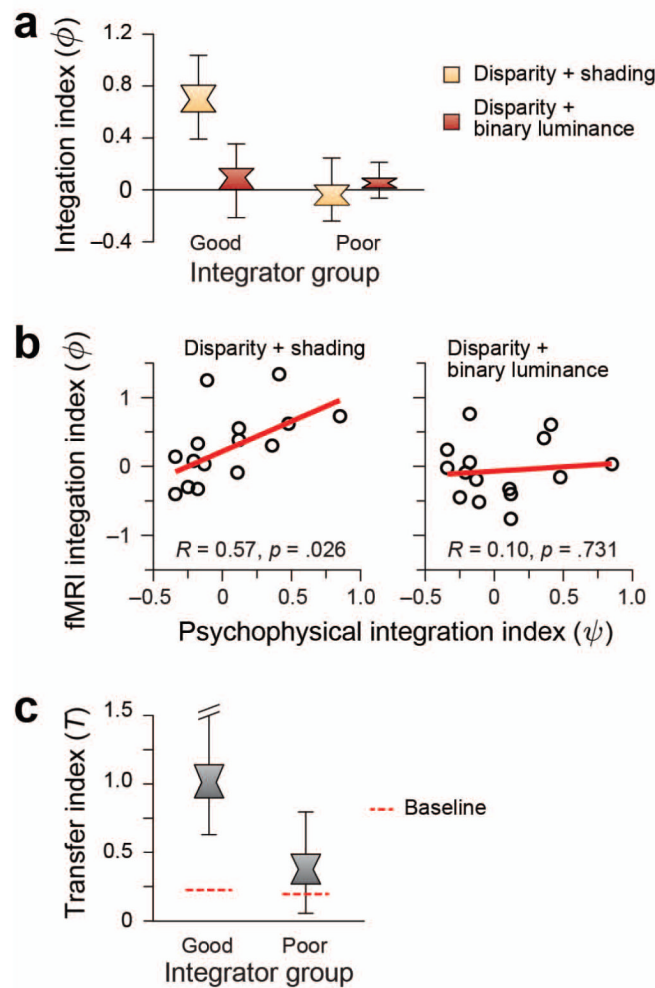 a
Integation index (ϕ)
1.2
0.8
0.4
0
–0.4
Good
Poor
Integrator group
Disparity + shading
Disparity +
binary luminance
b
fMRI integation index (ϕ)
Disparity + shading
1
0
–1
R = 0.57, p = .026
–0.5
0
0.5
1.0
Disparity +
binary luminance
R = 0.10, p = .731
–0.5
0
0.5
1.0
Psychophysical integration index (ψ)
c
Transfer index (T)
1.5
1.0
0.5
0
Good
Poor
Integrator group
Baseline